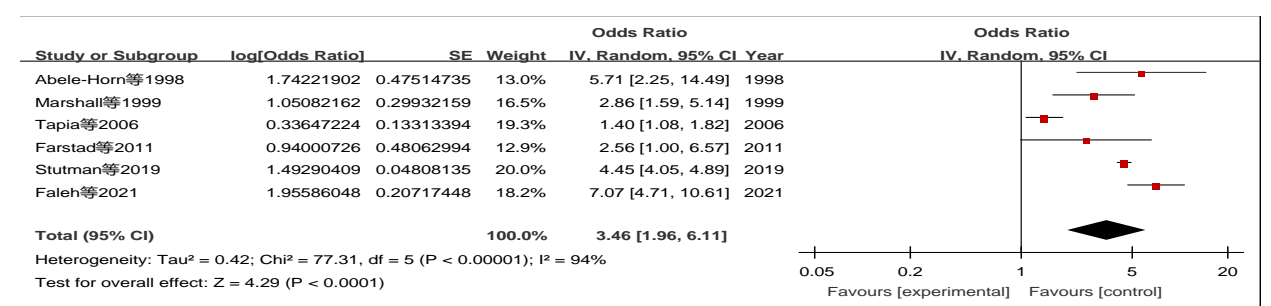 Odds Ratio Odds Ratio
Study or Subgroup log[Odds Ratio] SE Weight IV, Random, 95% CI Year IV, Random, 95% CI
Abele-Horn等1998 1.74221902 0.47514735 13.0% 5.71 [2.25, 14.49] 1998
Marshall等1999 1.05082162 0.29932159 16.5% 2.86 [1.59, 5.14] 1999
Tapia等2006 0.33647224 0.13313394 19.3% 1.40 [1.08, 1.82] 2006
Farstad等2011 0.94000726 0.48062994 12.9% 2.56 [1.00, 6.57] 2011
Stutman等2019 1.49290409 0.04808135 20.0% 4.45 [4.05, 4.89] 2019
Faleh等2021 1.95586048 0.20717448 18.2% 7.07 [4.71, 10.61] 2021
Total (95% CI) 100.0% 3.46 [1.96, 6.11]
Heterogeneity: Tau² = 0.42; Chi² = 77.31, df = 5 (P < 0.00001); I² = 94%
0.05 0.2 1 5 20
Test for overall effect: Z = 4.29 (P < 0.0001)
Favours [experimental] Favours [control]